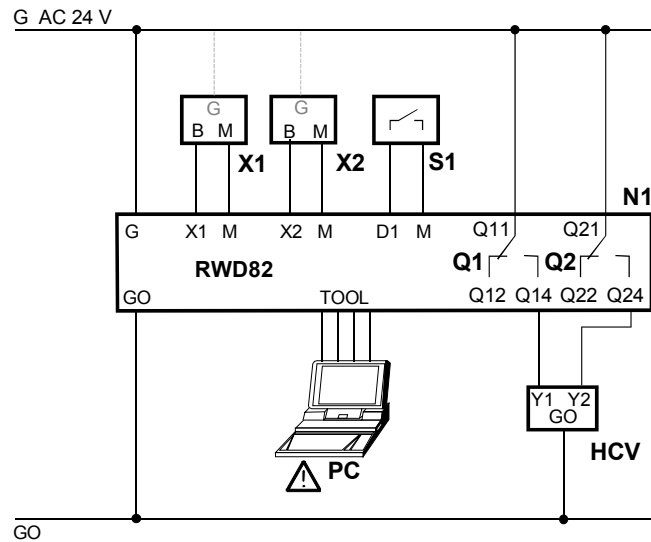 G AC 24 V
G G
B M B M
X1 X2 S1
N1
G X1 M X2 M D1 M Q11 Q21
RWD82 Q1 Q2
GO TOOL Q12 Q14 Q22 Q24
Y1 Y2
GO
HCV
PC
GO